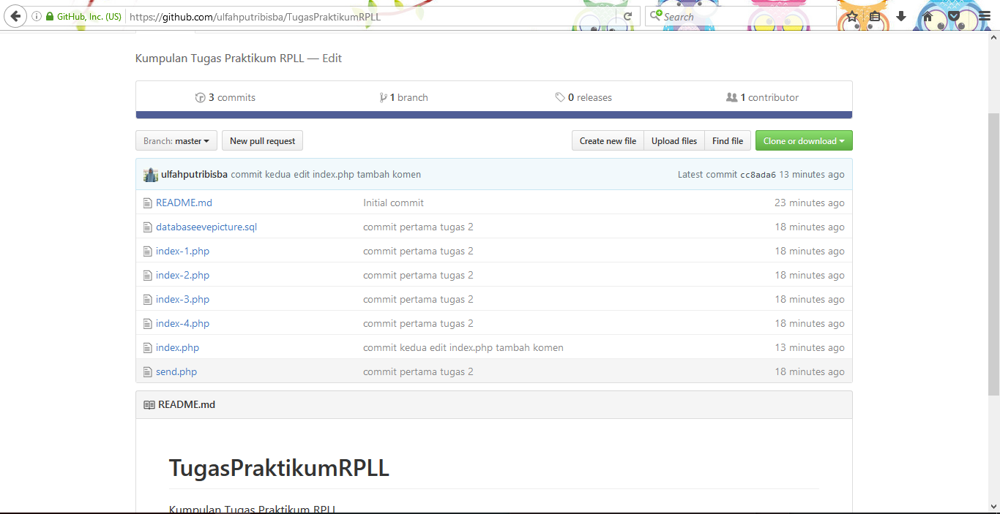 GitHub, Inc. (US) https://github.com/ulfahputribisba/TugasPraktikumRPLL Search
Kumpulan Tugas Praktikum RPLL — Edit
3 commits 1 branch 0 releases 1 contributor
Branch: master New pull request Create new file Upload files Find file Clone or download
ulfahputribisba commit kedua edit index.php tambah komen Latest commit cc8ada6 13 minutes ago
README.md Initial commit 23 minutes ago
databaseevepicture.sql commit pertama tugas 2 18 minutes ago
index-1.php commit pertama tugas 2 18 minutes ago
index-2.php commit pertama tugas 2 18 minutes ago
index-3.php commit pertama tugas 2 18 minutes ago
index-4.php commit pertama tugas 2 18 minutes ago
index.php commit kedua edit index.php tambah komen 13 minutes ago
send.php commit pertama tugas 2 18 minutes ago
README.md
TugasPraktikumRPLL
Kumpulan Tugas Praktikum RPLL